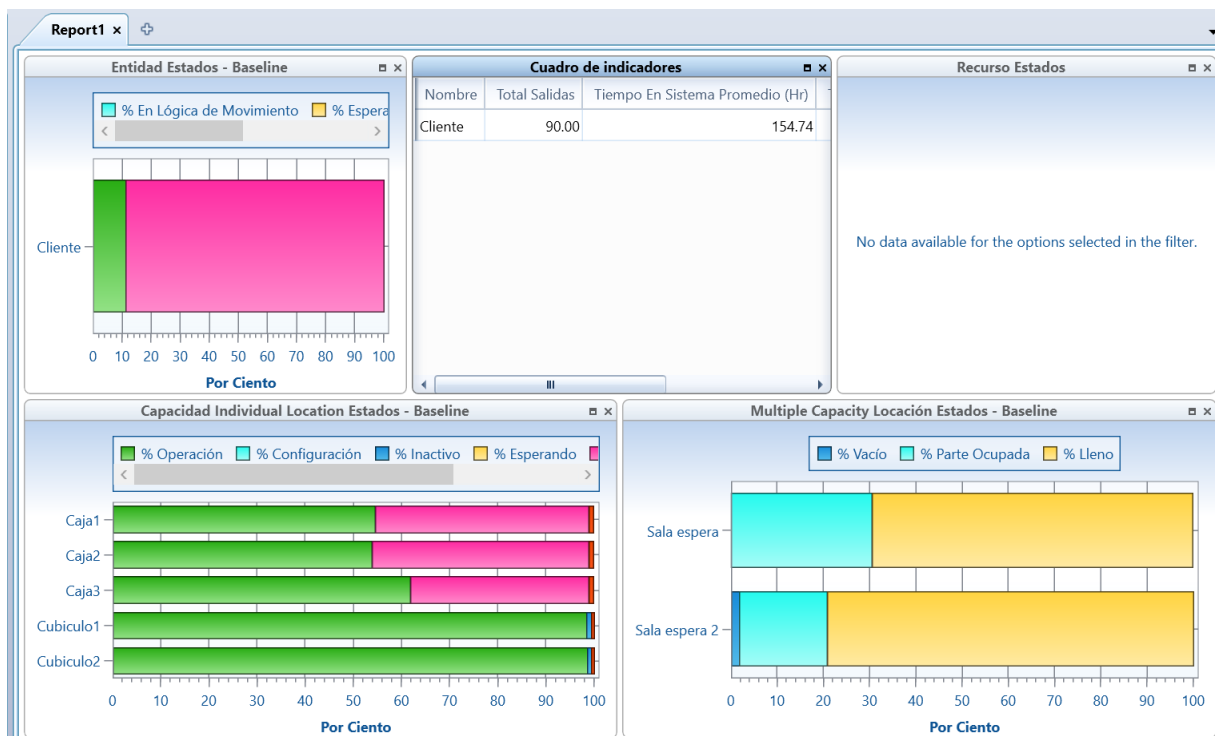 Report1
Entidad Estados - Baseline
% En Lógica de Movimiento % Espera
Cliente
0 10 20 30 40 50 60 70 80 90 100
Por Ciento
Cuadro de indicadores
Nombre Total Salidas Tiempo En Sistema Promedio (Hr)
Cliente 90.00 154.74
Recurso Estados
No data available for the options selected in the filter.
Capacidad Individual Location Estados - Baseline
% Operación % Configuración % Inactivo % Esperando
Caja1
Caja2
Caja3
Cubiculo1
Cubiculo2
0 10 20 30 40 50 60 70 80 90 100
Por Ciento
Multiple Capacity Locación Estados - Baseline
% Vacío % Parte Ocupada % Lleno
Sala espera
Sala espera 2
0 10 20 30 40 50 60 70 80 90 100
Por Ciento